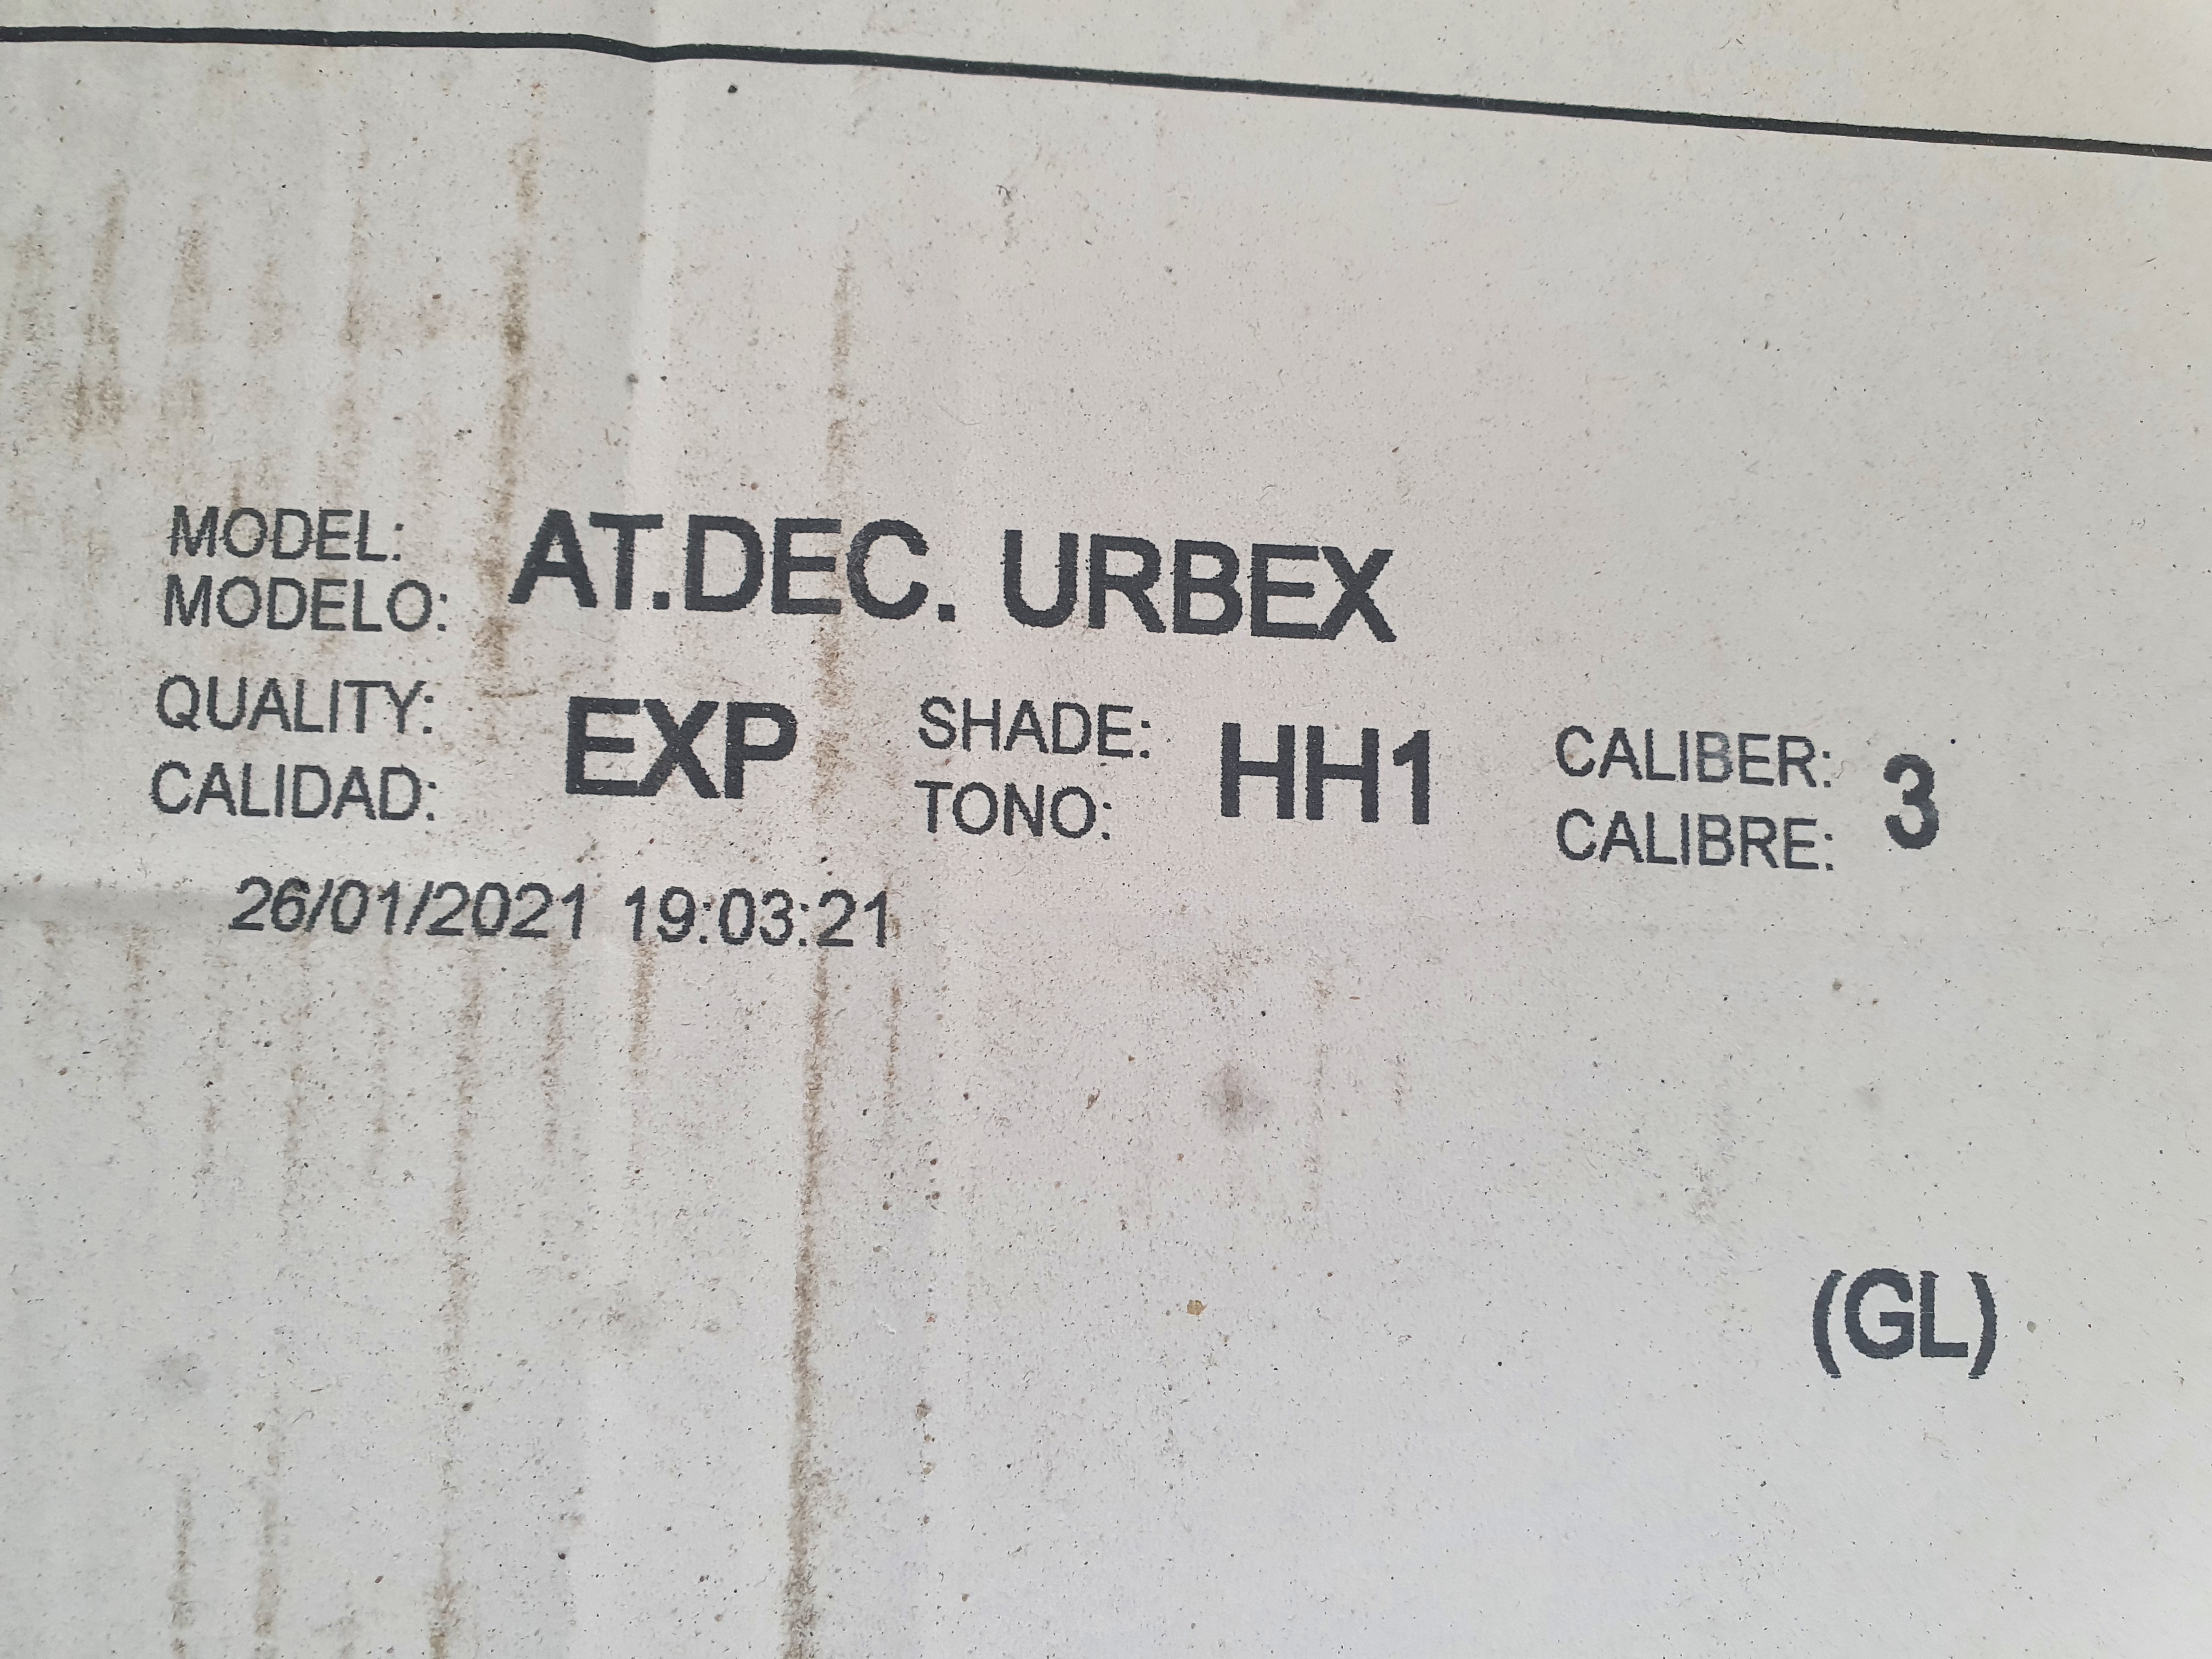 MODEL:
MODELO: AT.DEC. URBEX
QUALITY:
CALIDAD: EXP
SHADE:
TONO: HH1
CALIBER:
CALIBRE: 3
26/01/2021 19:03:21
(GL)